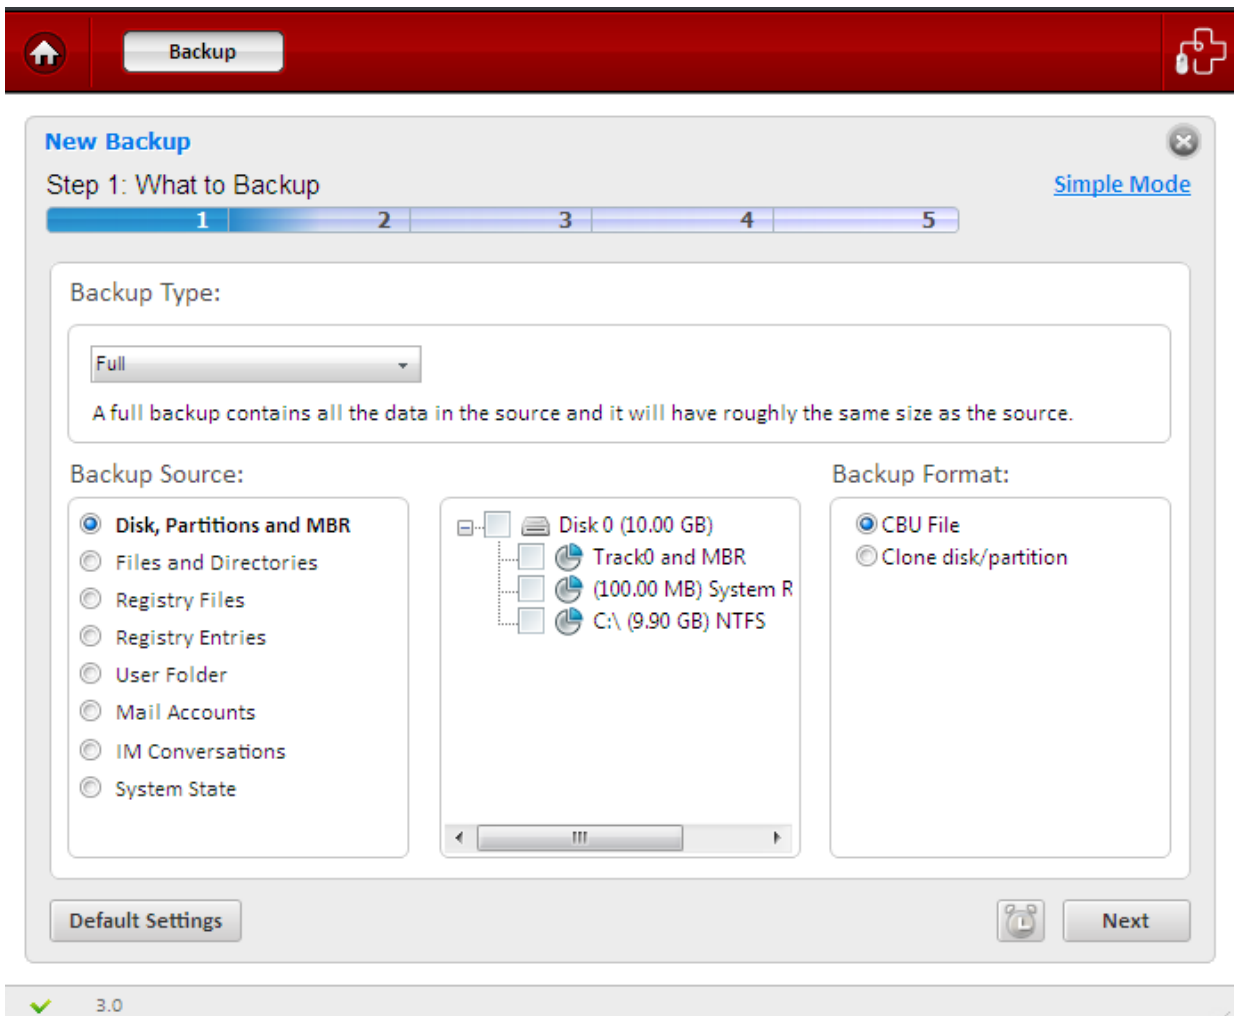 Backup
New Backup
Step 1: What to Backup
Simple Mode
1 2 3 4 5
Backup Type:
Full
A full backup contains all the data in the source and it will have roughly the same size as the source.
Backup Source:
Disk, Partitions and MBR
Files and Directories
Registry Files
Registry Entries
User Folder
Mail Accounts
IM Conversations
System State
Disk 0 (10.00 GB)
Track0 and MBR
(100.00 MB) System R
C:\ (9.90 GB) NTFS
Backup Format:
CBU File
Clone disk/partition
Default Settings
Next
3.0